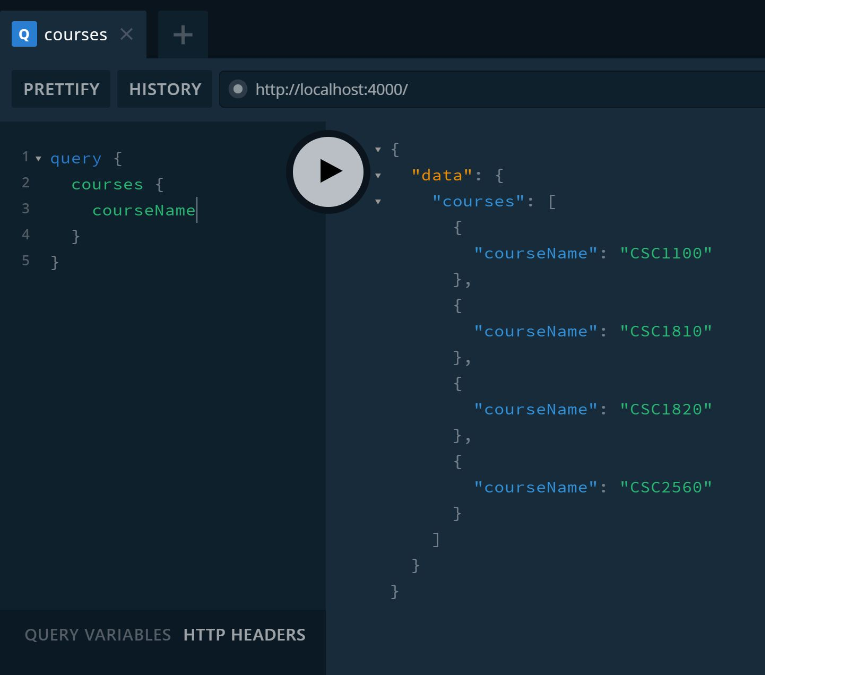 Q courses
PRETTIFY HISTORY http://localhost:4000/
1 query {
2 courses {
3 courseName
4 }
5 }
{
"data": {
"courses": [
{
"courseName": "CSC1100"
},
{
"courseName": "CSC1810"
},
{
"courseName": "CSC1820"
},
{
"courseName": "CSC2560"
}
]
}
}
QUERY VARIABLES HTTP HEADERS